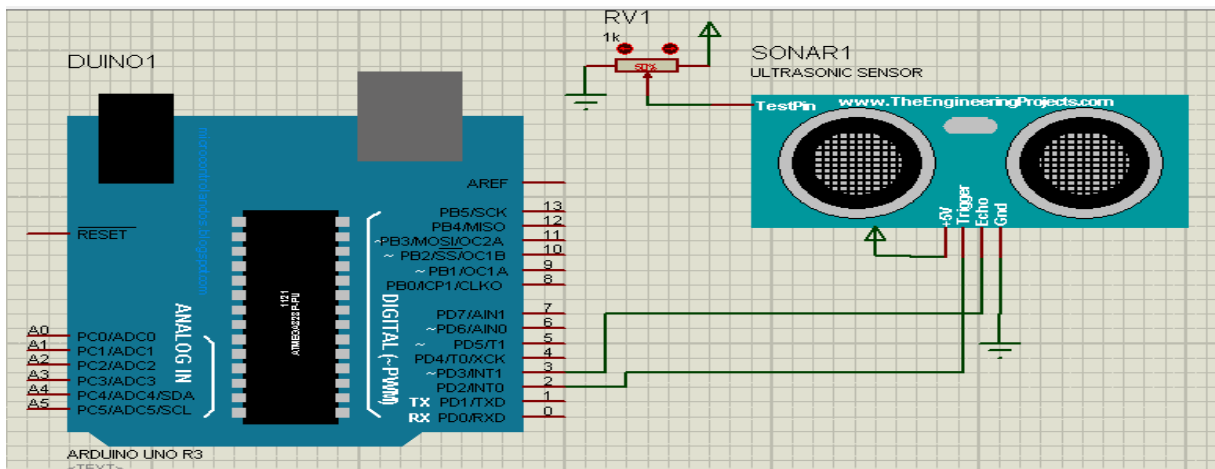 RV1
1k
50%
DUINO1
SONAR1
ULTRASONIC SENSOR
TestPin
www.TheEngineeringProjects.com
+5V
Trigger
Echo
Gnd
AREF
RESET
PB5/SCK 13
PB4/MISO 12
~PB3/MOSI/OC2A 11
~ PB2/SS/OC1B 10
~ PB1/OC1A 9
PB0/ICP1/CLKO 8
PD7/AIN1 7
~PD6/AIN0 6
~ PD5/T1 5
PD4/T0/XCK 4
~PD3/INT1 3
PD2/INT0 2
TX PD1/TXD 1
RX PD0/RXD 0
DIGITAL (~PWM)
1121
ATMEGA328P-PU
ANALOG IN
A0 PC0/ADC0
A1 PC1/ADC1
A2 PC2/ADC2
A3 PC3/ADC3
A4 PC4/ADC4/SDA
A5 PC5/ADC5/SCL
ARDUINO UNO R3
<TEXT>